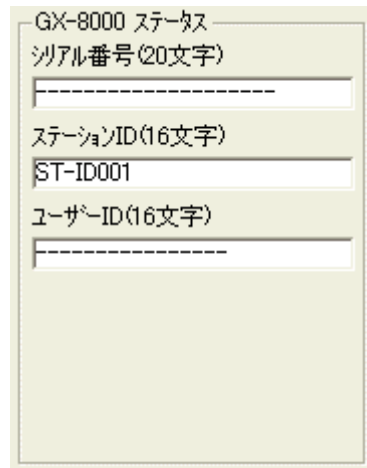 GX-8000 ステータス
シリアル番号(20文字)
--------------------
ステーションID(16文字)
ST-ID001
ユーザーID(16文字)
----------------